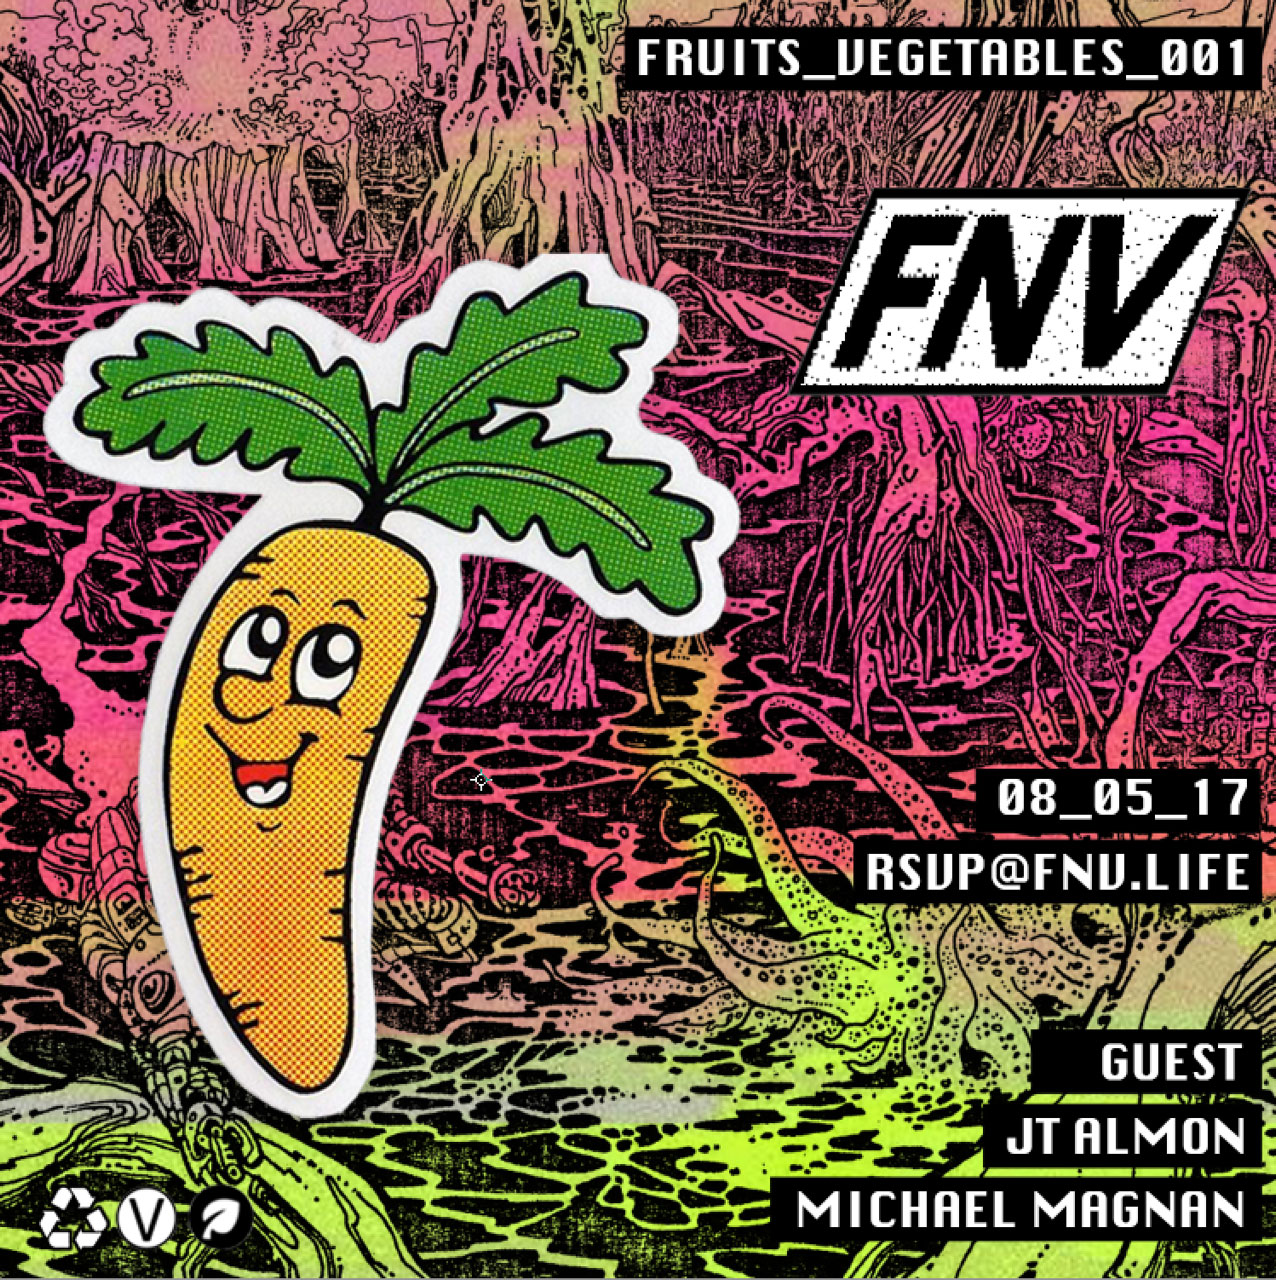 FRUITS_VEGETABLES_001
FNV
08_05_17
RSVP@FNV.LIFE
GUEST
JT ALMON
MICHAEL MAGNAN
V